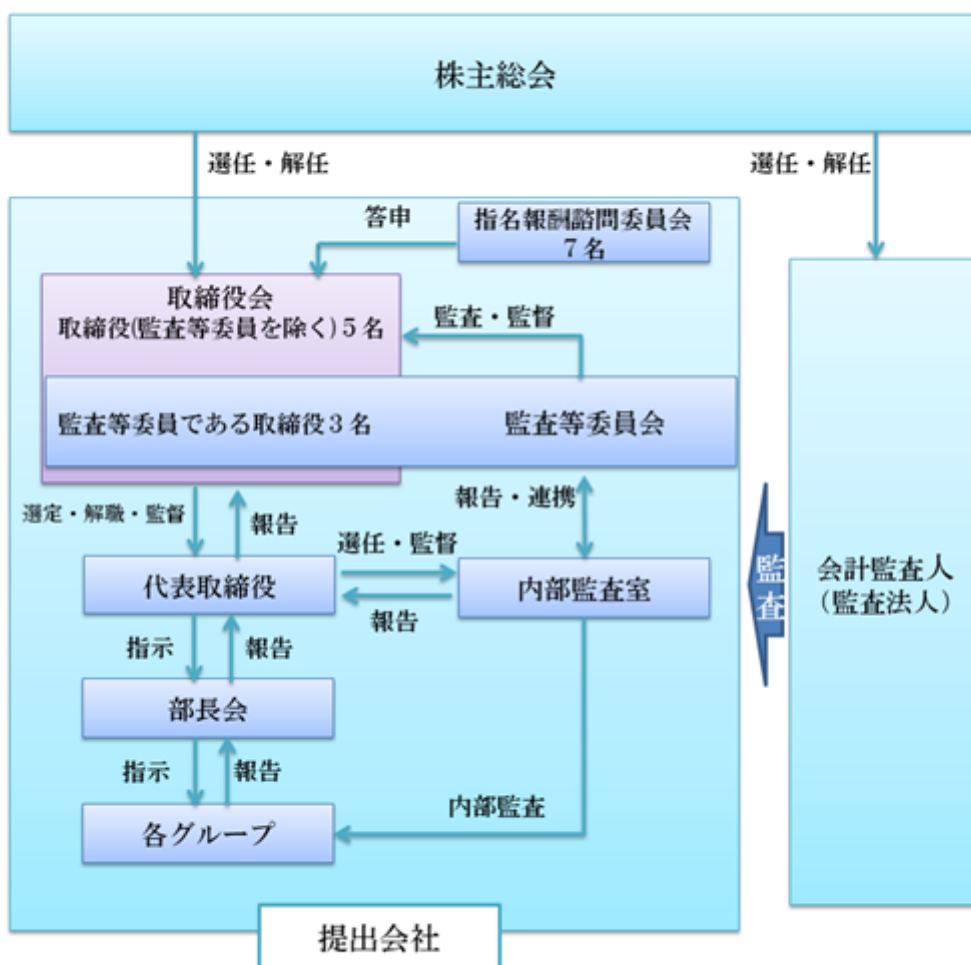 株主総会
選任・解任
選任・解任
答申
指名報酬諮問委員会
7名
取締役会
取締役(監査等委員を除く)5名
監査・監督
監査等委員である取締役3名
監査等委員会
選定・解職・監督
報告
報告・連携
選任・監督
代表取締役
内部監査室
報告
監査
会計監査人
（監査法人）
指示
報告
部長会
指示
報告
内部監査
各グループ
提出会社